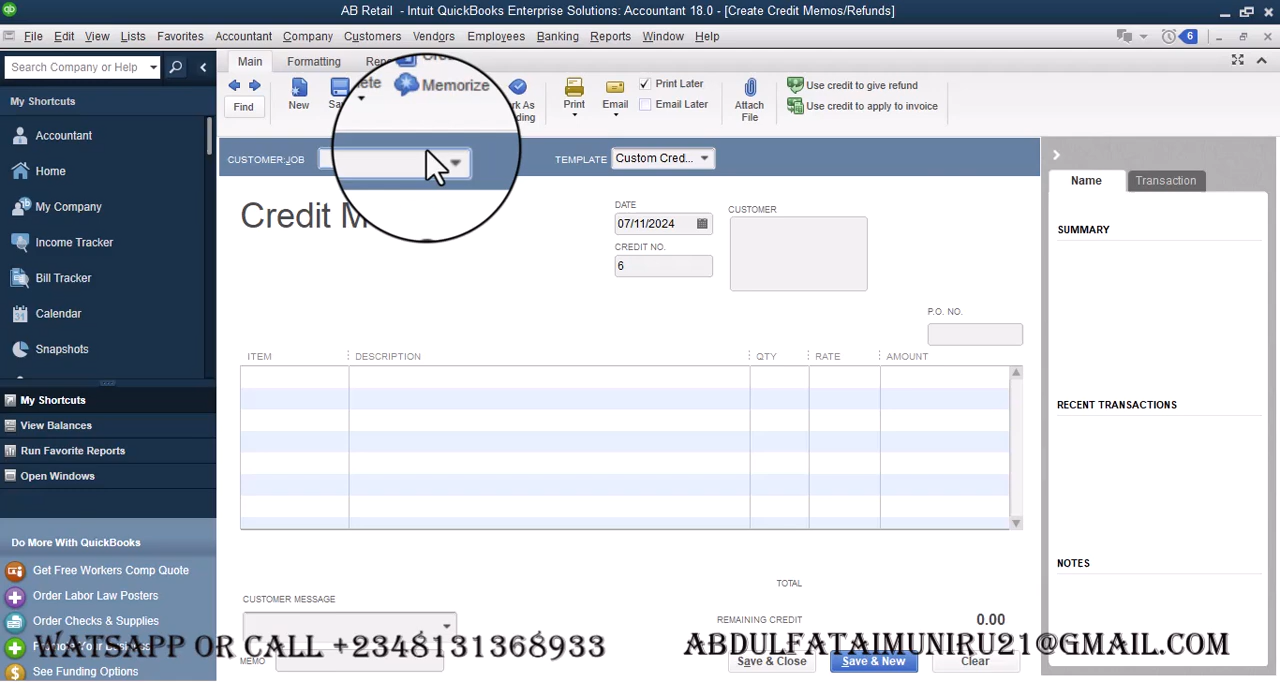 AB Retail - Intuit QuickBooks Enterprise Solutions: Accountant 18.0 - [Create Credit Memos/Refunds]
File Edit View Lists Favorites Accountant Company Customers Vendors Employees Banking Reports Window Help
6
Search Company or Help
My Shortcuts
Accountant
Home
My Company
Income Tracker
Bill Tracker
Calendar
Snapshots
My Shortcuts
View Balances
Run Favorite Reports
Open Windows
Do More With QuickBooks
Get Free Workers Comp Quote
Order Labor Law Posters
Order Checks & Supplies
See Funding Options
Main Formatting
Find
New
Memorize
Print
Email
Print Later
Email Later
Attach
File
Use credit to give refund
Use credit to apply to invoice
CUSTOMER:JOB
TEMPLATE Custom Cred...
Credit M
DATE
07/11/2024
CREDIT NO.
6
CUSTOMER
P.O. NO.
ITEM DESCRIPTION QTY RATE AMOUNT
TOTAL
CUSTOMER MESSAGE
REMAINING CREDIT 0.00
MEMO
Save & Close Save & New Clear
Name Transaction
SUMMARY
RECENT TRANSACTIONS
NOTES
WATSAPP OR CALL +2348131368933
ABDULFATAIMUNIRU21@GMAIL.COM